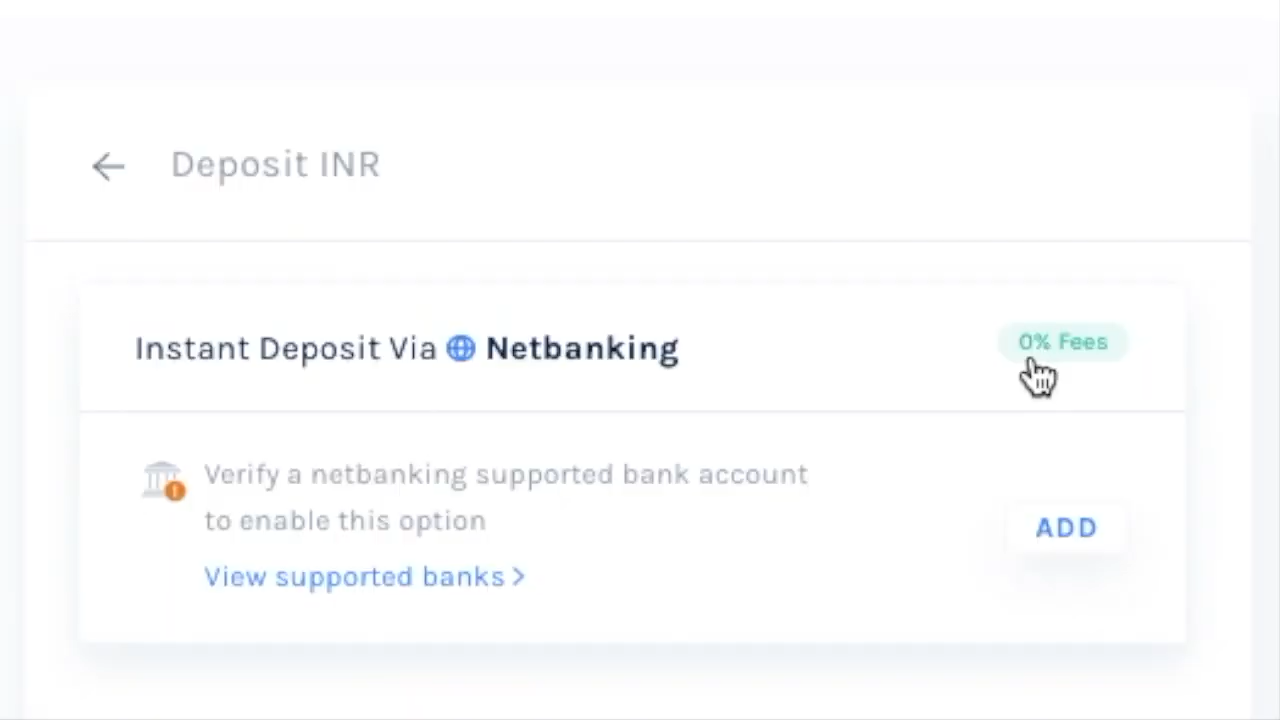 Deposit INR
Instant Deposit Via Netbanking
0% Fees
Verify a netbanking supported bank account
to enable this option
ADD
View supported banks >